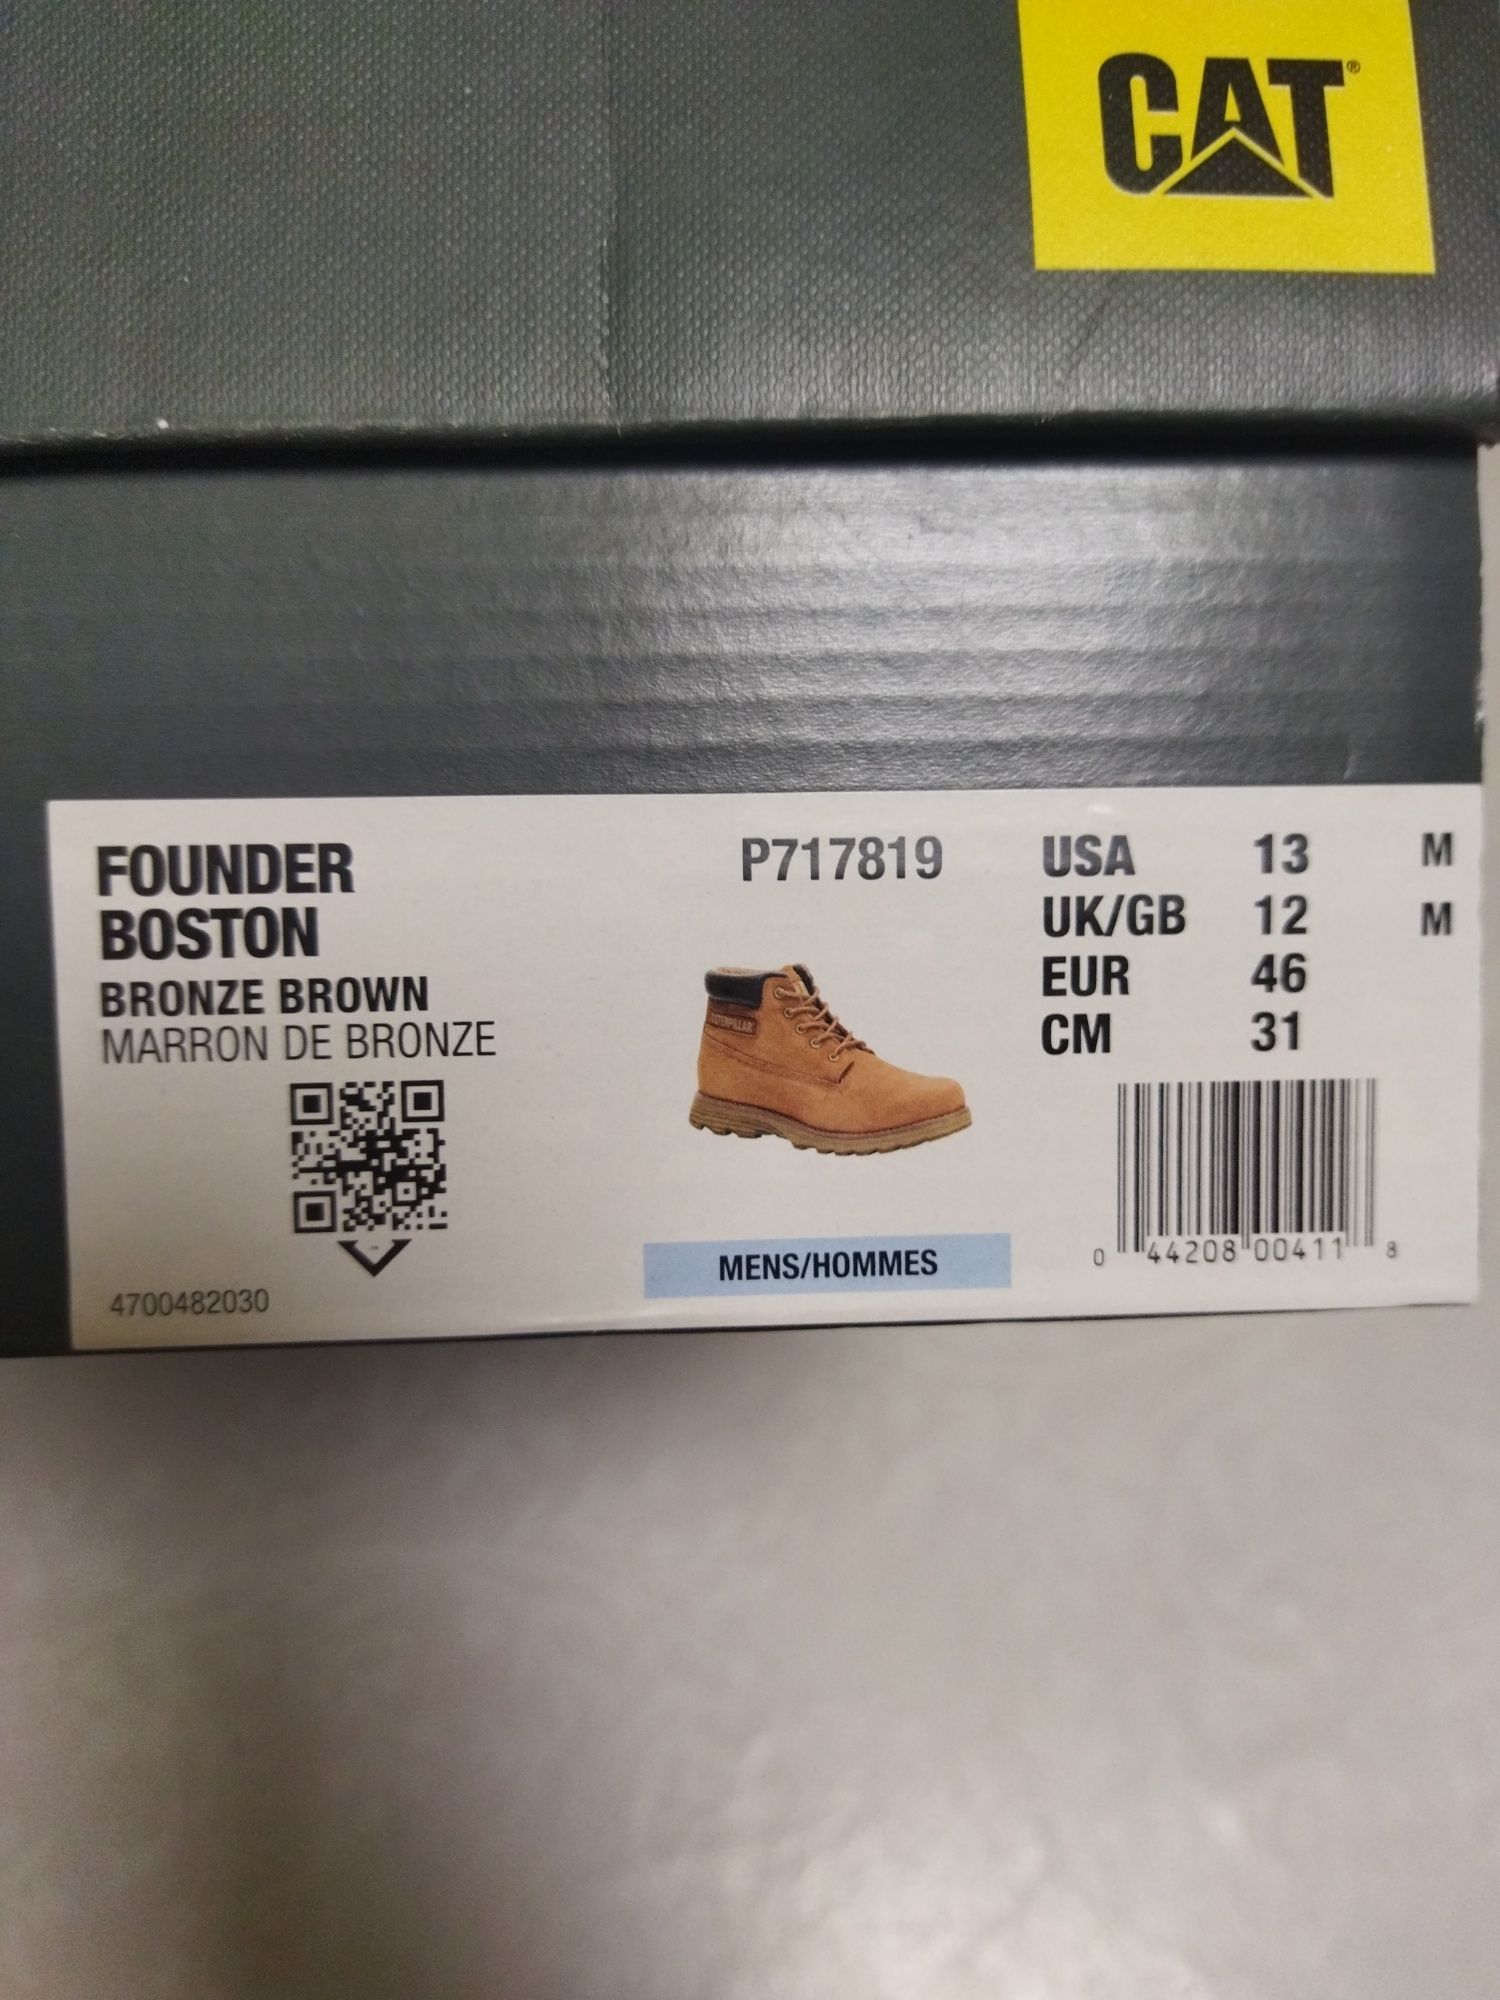 CAT®
FOUNDER
BOSTON
BRONZE BROWN
MARRON DE BRONZE
4700482030
P717819
CATERPILLAR
MENS/HOMMES
USA 13 M
UK/GB 12 M
EUR 46
CM 31
0 44208 00411 8